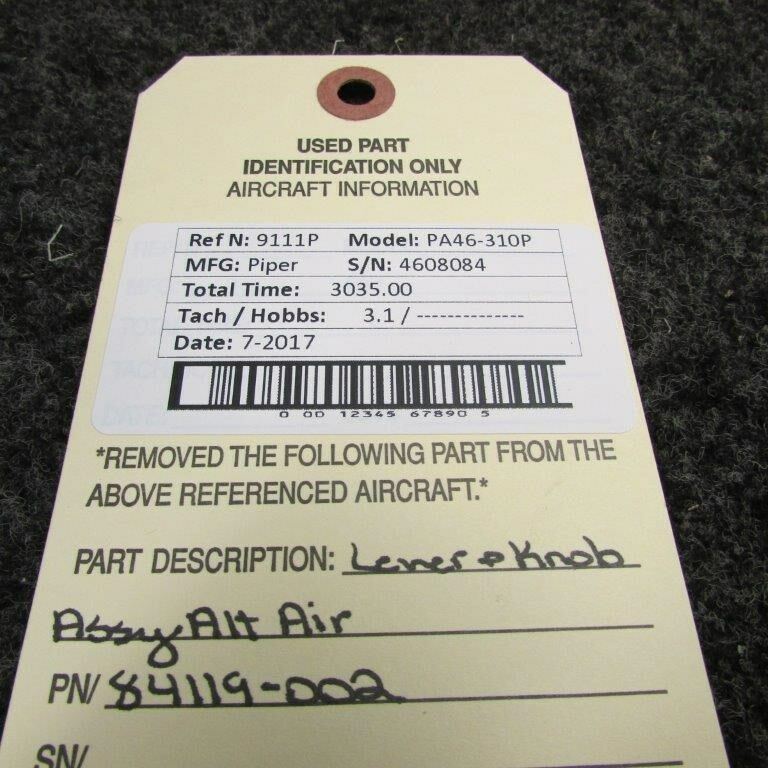 USED PART
IDENTIFICATION ONLY
AIRCRAFT INFORMATION
Ref N: 9111P Model: PA46-310P
MFG: Piper S/N: 4608084
Total Time: 3035.00
Tach / Hobbs: 3.1 / --------------
Date: 7-2017
0 00 12345 67890 5
*REMOVED THE FOLLOWING PART FROM THE
ABOVE REFERENCED AIRCRAFT.*
PART DESCRIPTION: Lever & Knob
Assy Alt Air
PN/ 84119-002
SN/